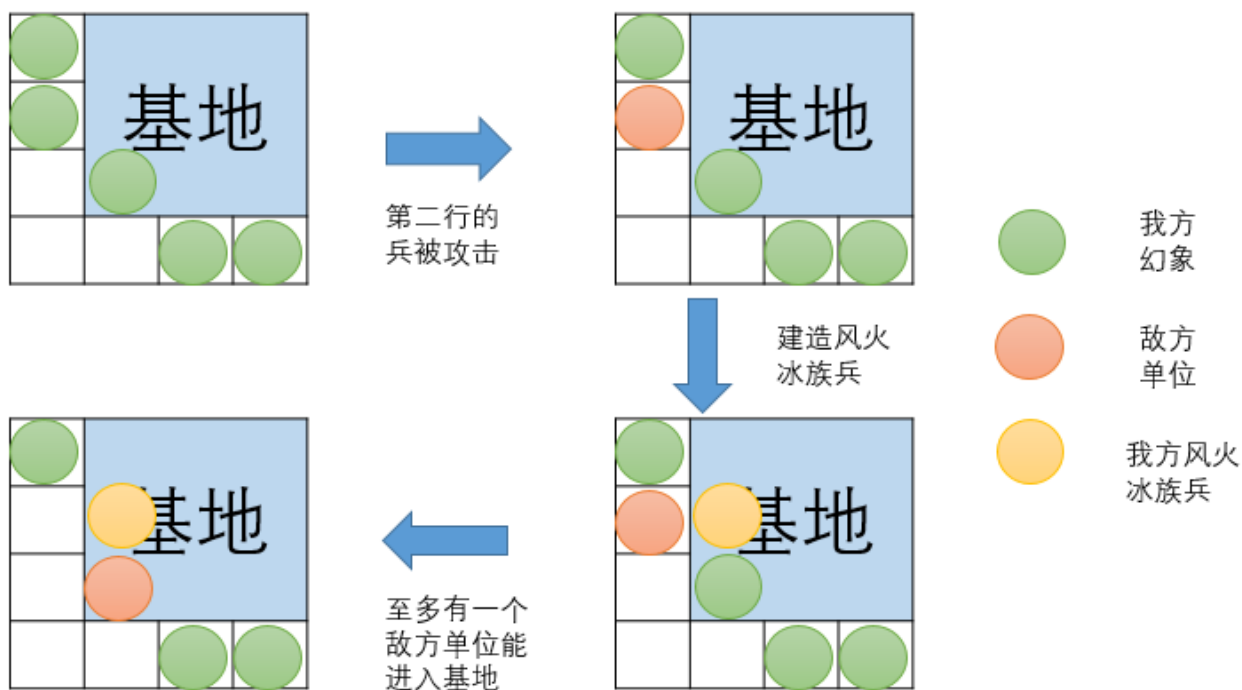 基地
基地
第二行的
兵被攻击
我方
幻象
敌方
单位
我方风火
冰族兵
建造风火
冰族兵
基地
基地
至多有一个
敌方单位能
进入基地